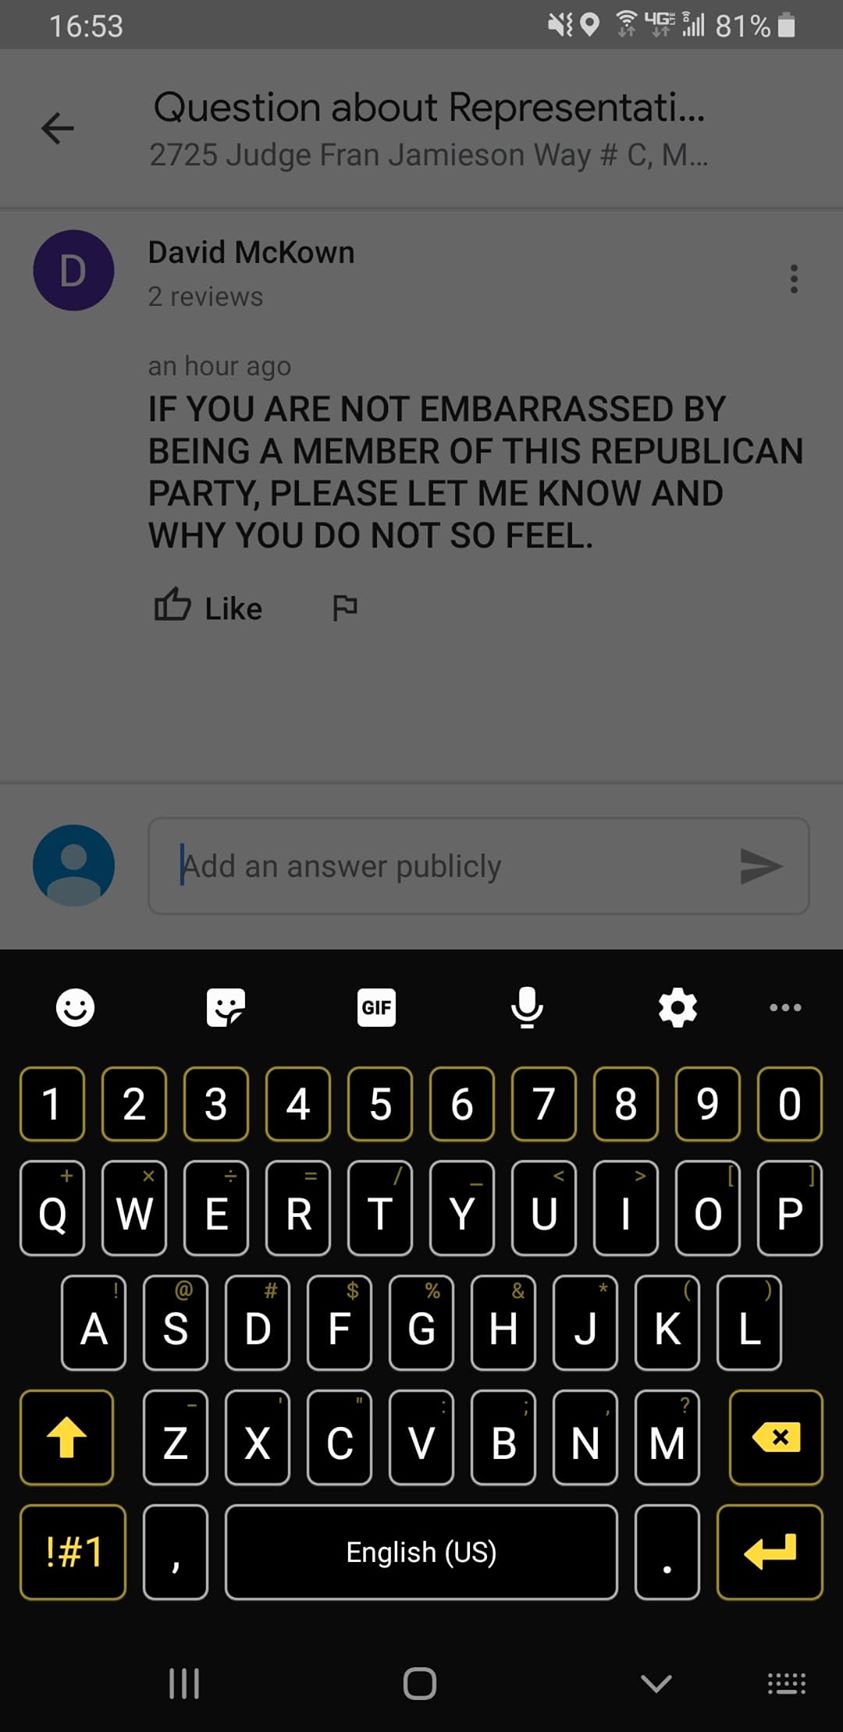 16:53
4G LTE 81%
Question about Representati...
2725 Judge Fran Jamieson Way # C, M...
D
David McKown
2 reviews
an hour ago
IF YOU ARE NOT EMBARRASSED BY
BEING A MEMBER OF THIS REPUBLICAN
PARTY, PLEASE LET ME KNOW AND
WHY YOU DO NOT SO FEEL.
Like
Add an answer publicly
GIF ...
1 2 3 4 5 6 7 8 9 0
+ × ÷ = / _ < > [ ]
Q W E R T Y U I O P
! @ # $ % & * ( )
A S D F G H J K L
- ' " : ; , ?
Z X C V B N M
!#1 , English (US) .